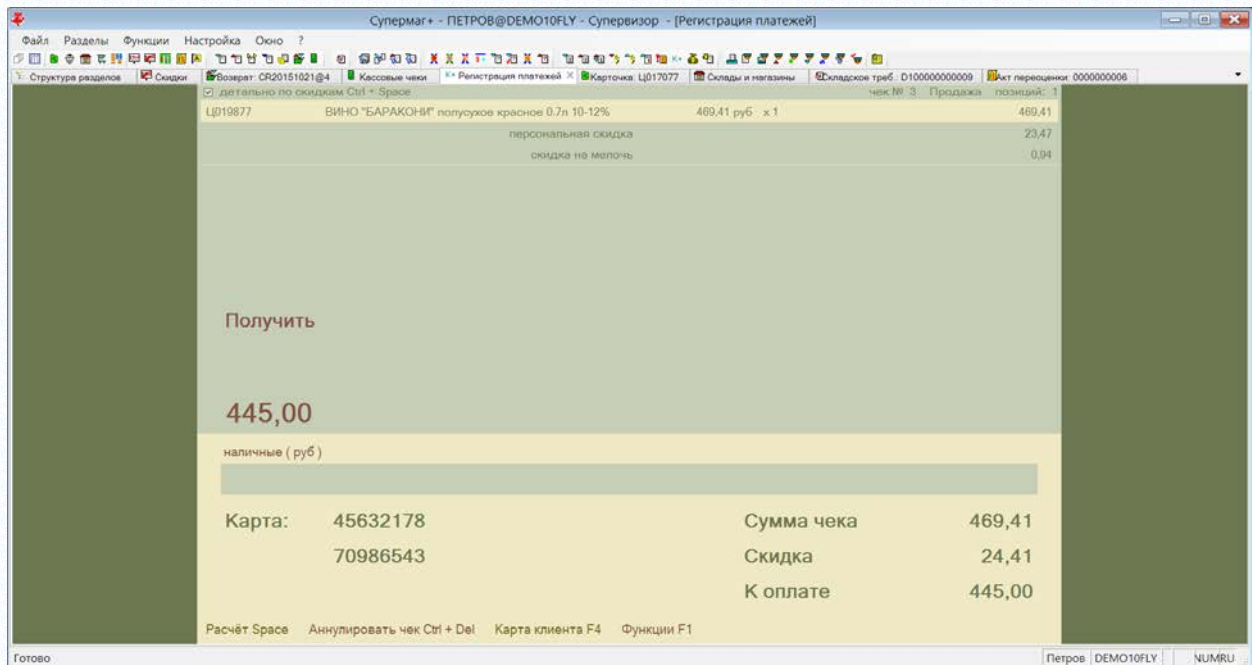 Супермаг+ - ПЕТРОВ@DEMO10FLY - Супервизор - [Регистрация платежей]
Файл Разделы Функции Настройка Окно ?
Структура разделов Скидки Возврат: CR20151021@4 Кассовые чеки Регистрация платежей Карточка: Ц017077 Склады и магазины Складское треб.: D100000000009 Акт переоценки: 0000000006
детально по скидкам Ctrl + Space чек № 3 Продажа позиций: 1
Ц019877 ВИНО "БАРАКОНИ" полусухое красное 0.7л 10-12% 469,41 руб x 1 469,41
персональная скидка 23,47
скидка на мелочь 0,94
Получить
445,00
наличные ( руб )
Карта: 45632178 Сумма чека 469,41
70986543 Скидка 24,41
К оплате 445,00
Расчёт Space Аннулировать чек Ctrl + Del Карта клиента F4 Функции F1
Готово Петров DEMO10FLY NUMRU